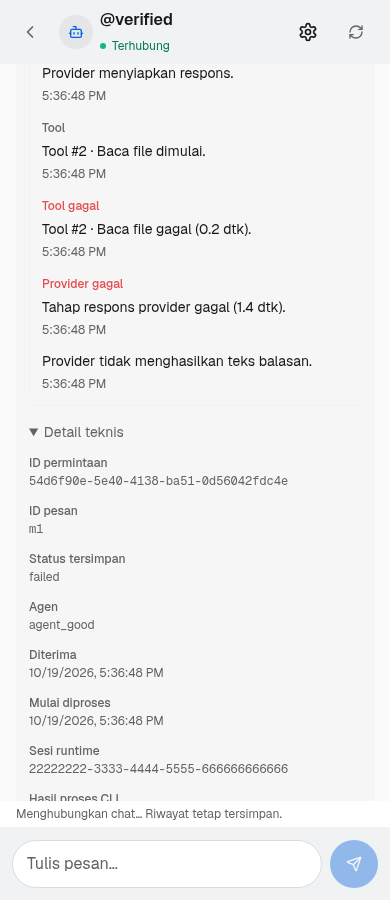 @verified
Terhubung
Provider menyiapkan respons.
5:36:48 PM
Tool
Tool #2 · Baca file dimulai.
5:36:48 PM
Tool gagal
Tool #2 · Baca file gagal (0.2 dtk).
5:36:48 PM
Provider gagal
Tahap respons provider gagal (1.4 dtk).
5:36:48 PM
Provider tidak menghasilkan teks balasan.
5:36:48 PM
Detail teknis
ID permintaan
54d6f90e-5e40-4138-ba51-0d56042fdc4e
ID pesan
m1
Status tersimpan
failed
Agen
agent_good
Diterima
10/19/2026, 5:36:48 PM
Mulai diproses
10/19/2026, 5:36:48 PM
Sesi runtime
22222222-3333-4444-5555-666666666666
Hasil proses CLI
Menghubungkan chat… Riwayat tetap tersimpan.
Tulis pesan…